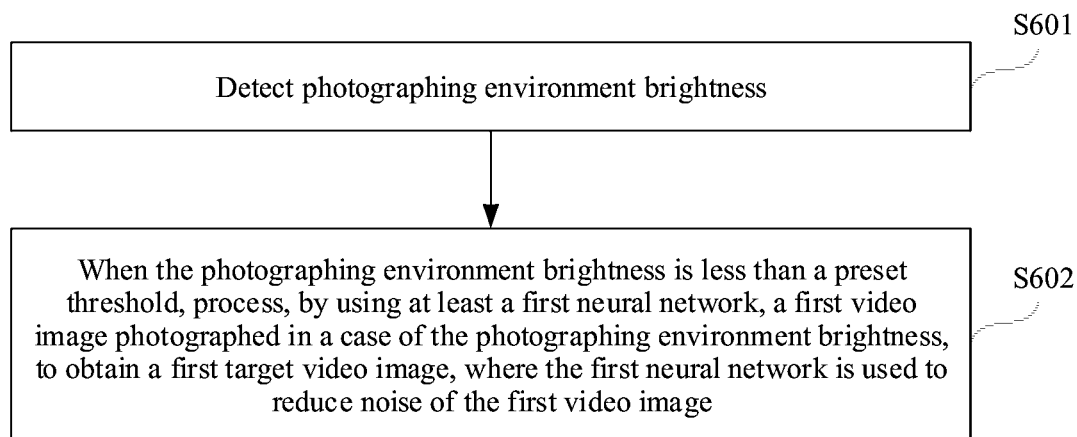 S601
Detect photographing environment brightness
When the photographing environment brightness is less than a preset
threshold, process, by using at least a first neural network, a first video
image photographed in a case of the photographing environment brightness,
to obtain a first target video image, where the first neural network is used to
reduce noise of the first video image
S602